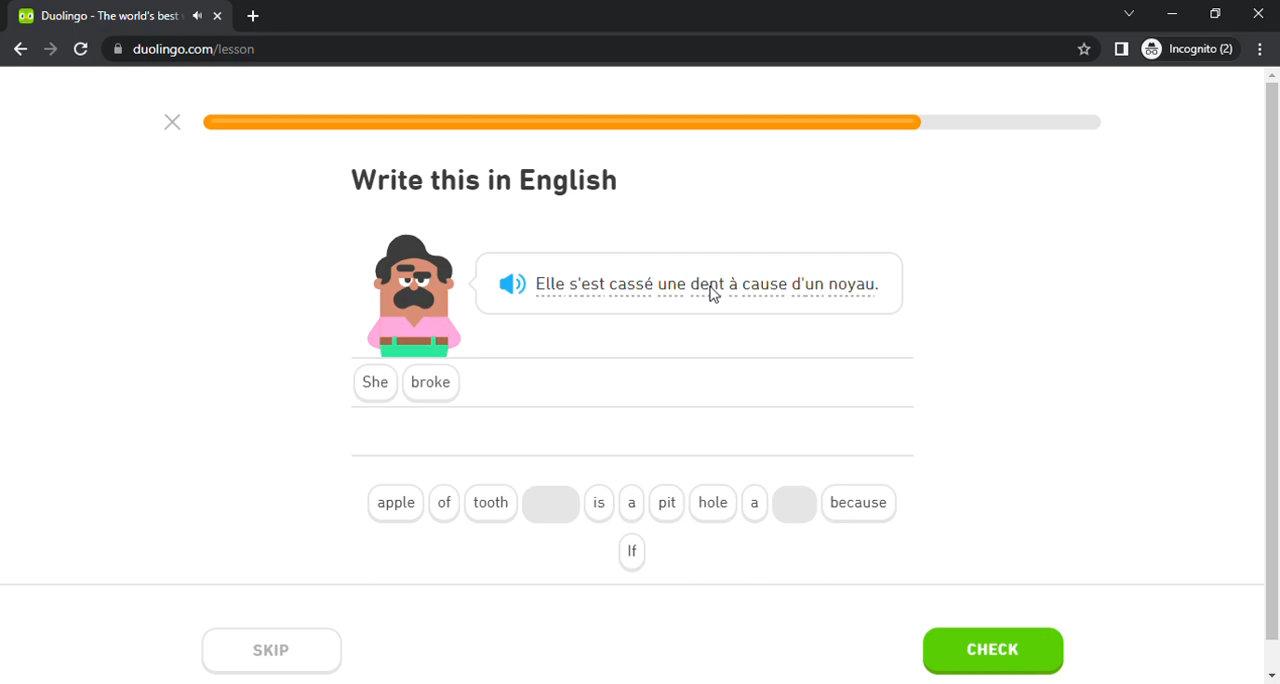 Duolingo - The world's best
duolingo.com/lesson
Incognito (2)
Write this in English
Elle s'est cassé une dent à cause d'un noyau.
She broke
apple of tooth is a pit hole a because
If
SKIP
CHECK